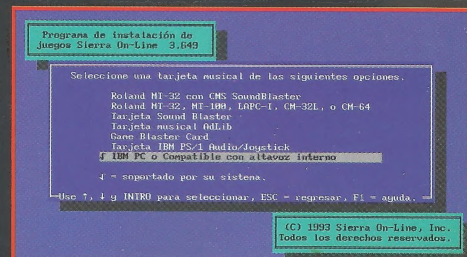 Programa de instalación de
juegos Sierra On-Line 3.649
Seleccione una tarjeta musical de las siguientes opciones.
Roland MT-32 con CMS SoundBlaster
Roland MT-32, MT-100, LAPC-I, CM-32L, o CM-64
Tarjeta Sound Blaster
Tarjeta musical AdLib
Game Blaster Card
Tarjeta IBM PS/1 Audio/Joystick
√ IBM PC o Compatible con altavoz interno
√ = soportado por su sistema.
Use ↑, ↓ y INTRO para seleccionar, ESC = regresar, F1 = ayuda.
(C) 1993 Sierra On-Line, Inc.
Todos los derechos reservados.